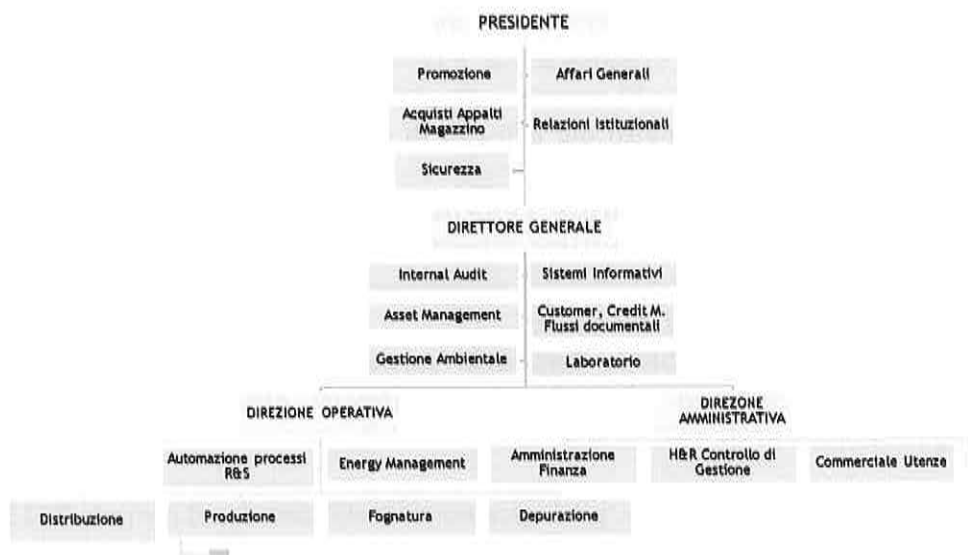 PRESIDENTE
Promozione
Affari Generali
Acquisti Appalti
Magazzino
Relazioni Istituzionali
Sicurezza
DIRETTORE GENERALE
Internal Audit
Sistemi Informativi
Asset Management
Customer, Credit M.
Flussi documentali
Gestione Ambientale
Laboratorio
DIREZIONE OPERATIVA
DIREZONE
AMMINISTRATIVA
Automazione processi
R&S
Energy Management
Amministrazione
Finanza
H&R Controllo di
Gestione
Commerciale Utenze
Distribuzione
Produzione
Fognatura
Depurazione